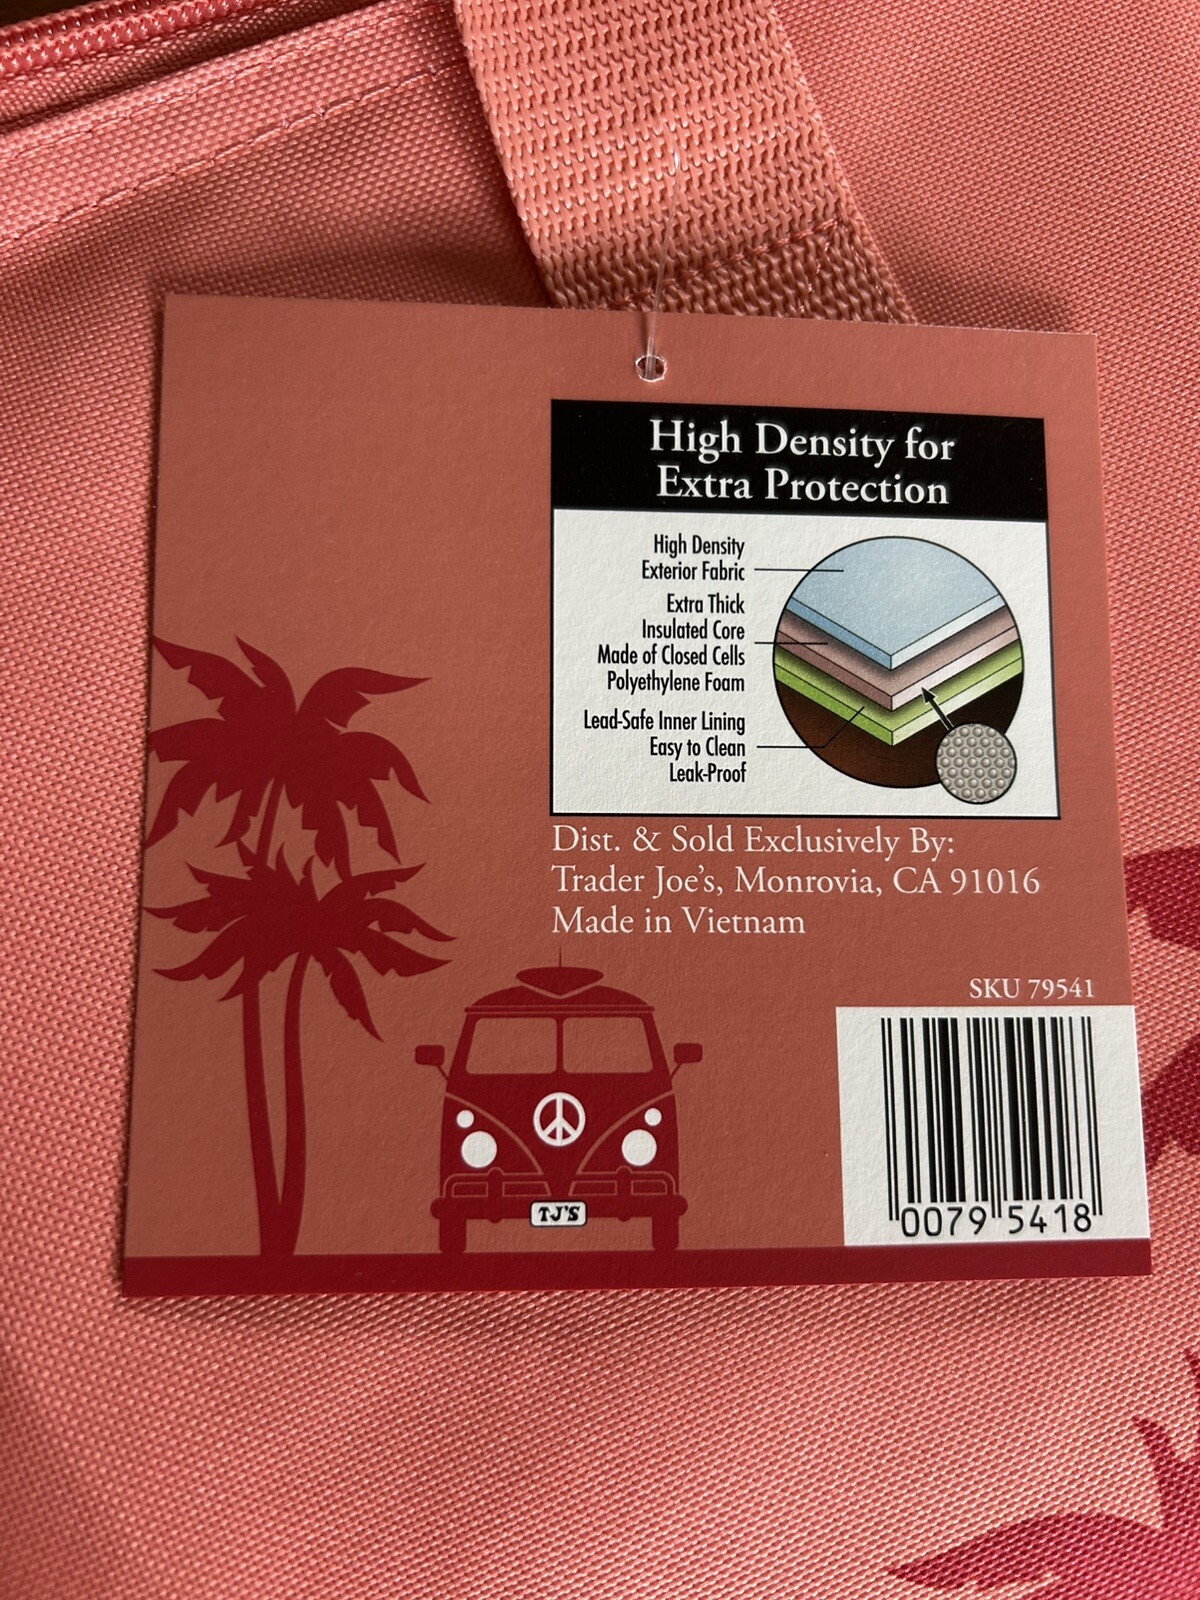 High Density for
Extra Protection
High Density
Exterior Fabric
Extra Thick
Insulated Core
Made of Closed Cells
Polyethylene Foam
Lead-Safe Inner Lining
Easy to Clean
Leak-Proof
Dist. & Sold Exclusively By:
Trader Joe's, Monrovia, CA 91016
Made in Vietnam
SKU 79541
0079 5418
T-J'S